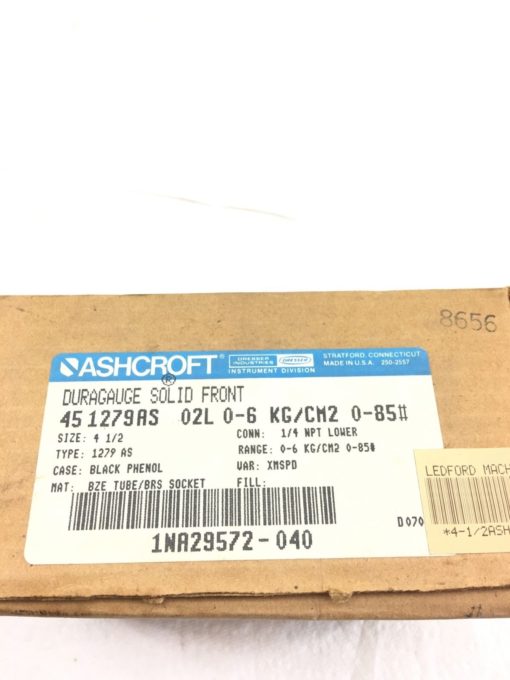 8656
ASHCROFT®
DRESSER INDUSTRIES DRESSER
INSTRUMENT DIVISION
STRATFORD, CONNECTICUT
MADE IN U.S.A. 250-2557
DURAGAUGE SOLID FRONT
45 1279AS 02L 0-6 KG/CM2 0-85#
SIZE: 4 1/2 CONN: 1/4 NPT LOWER
TYPE: 1279 AS RANGE: 0-6 KG/CM2 0-85#
CASE: BLACK PHENOL VAR: XMSPD
MAT: BZE TUBE/BRS SOCKET FILL:
D070
1NA29572-040
LEDFORD MACH
*4-1/2ASH